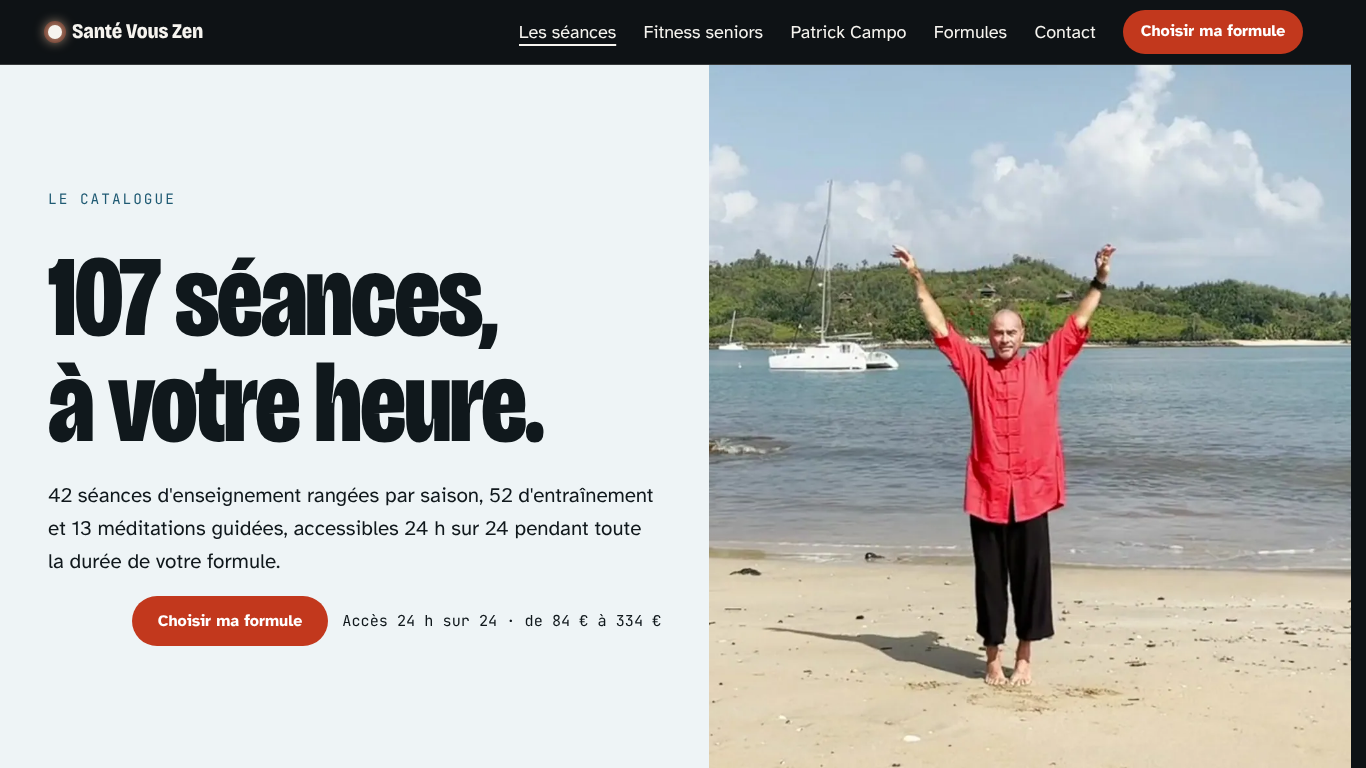 Santé Vous Zen
Les séances
Fitness seniors
Patrick Campo
Formules
Contact
Choisir ma formule
LE CATALOGUE
107 séances,
à votre heure.
42 séances d'enseignement rangées par saison, 52 d'entraînement
et 13 méditations guidées, accessibles 24 h sur 24 pendant toute
la durée de votre formule.
Choisir ma formule
Accès 24 h sur 24 · de 84 € à 334 €